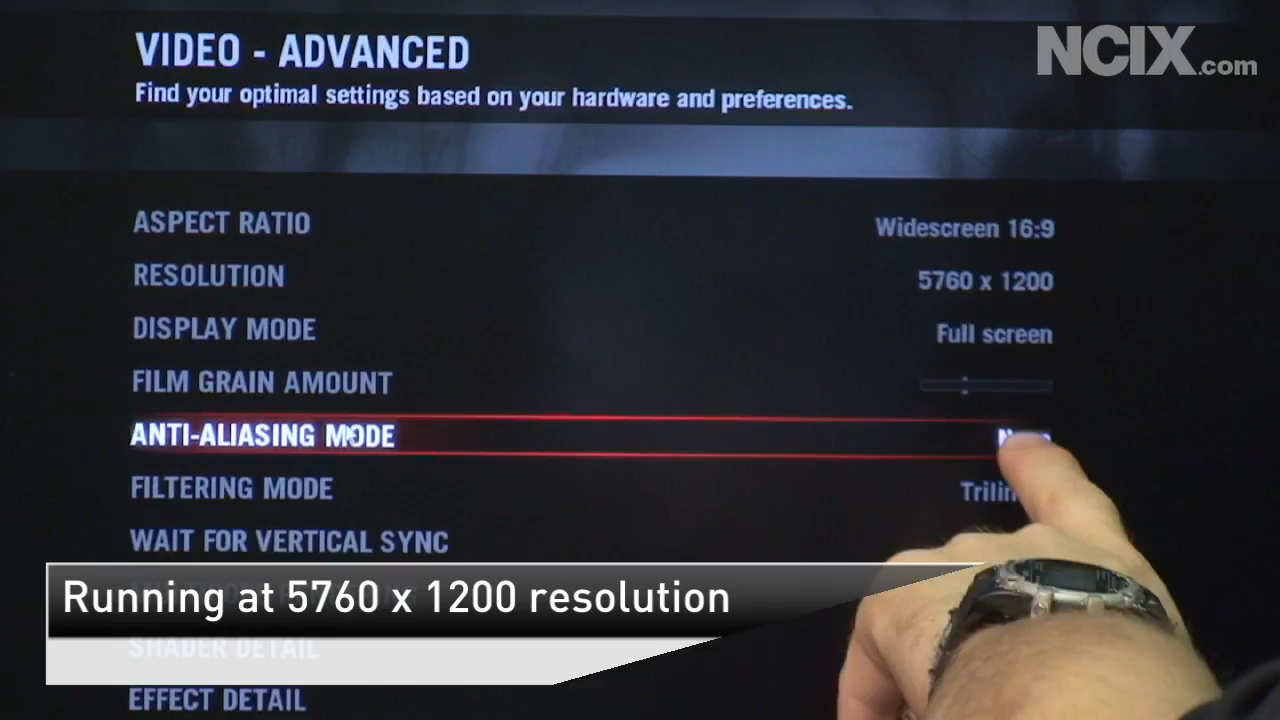 VIDEO - ADVANCED
NCIX.com
Find your optimal settings based on your hardware and preferences.
ASPECT RATIO Widescreen 16:9
RESOLUTION 5760 x 1200
DISPLAY MODE Full screen
FILM GRAIN AMOUNT
ANTI-ALIASING MODE
FILTERING MODE
WAIT FOR VERTICAL SYNC
Running at 5760 x 1200 resolution
SHADER DETAIL
EFFECT DETAIL